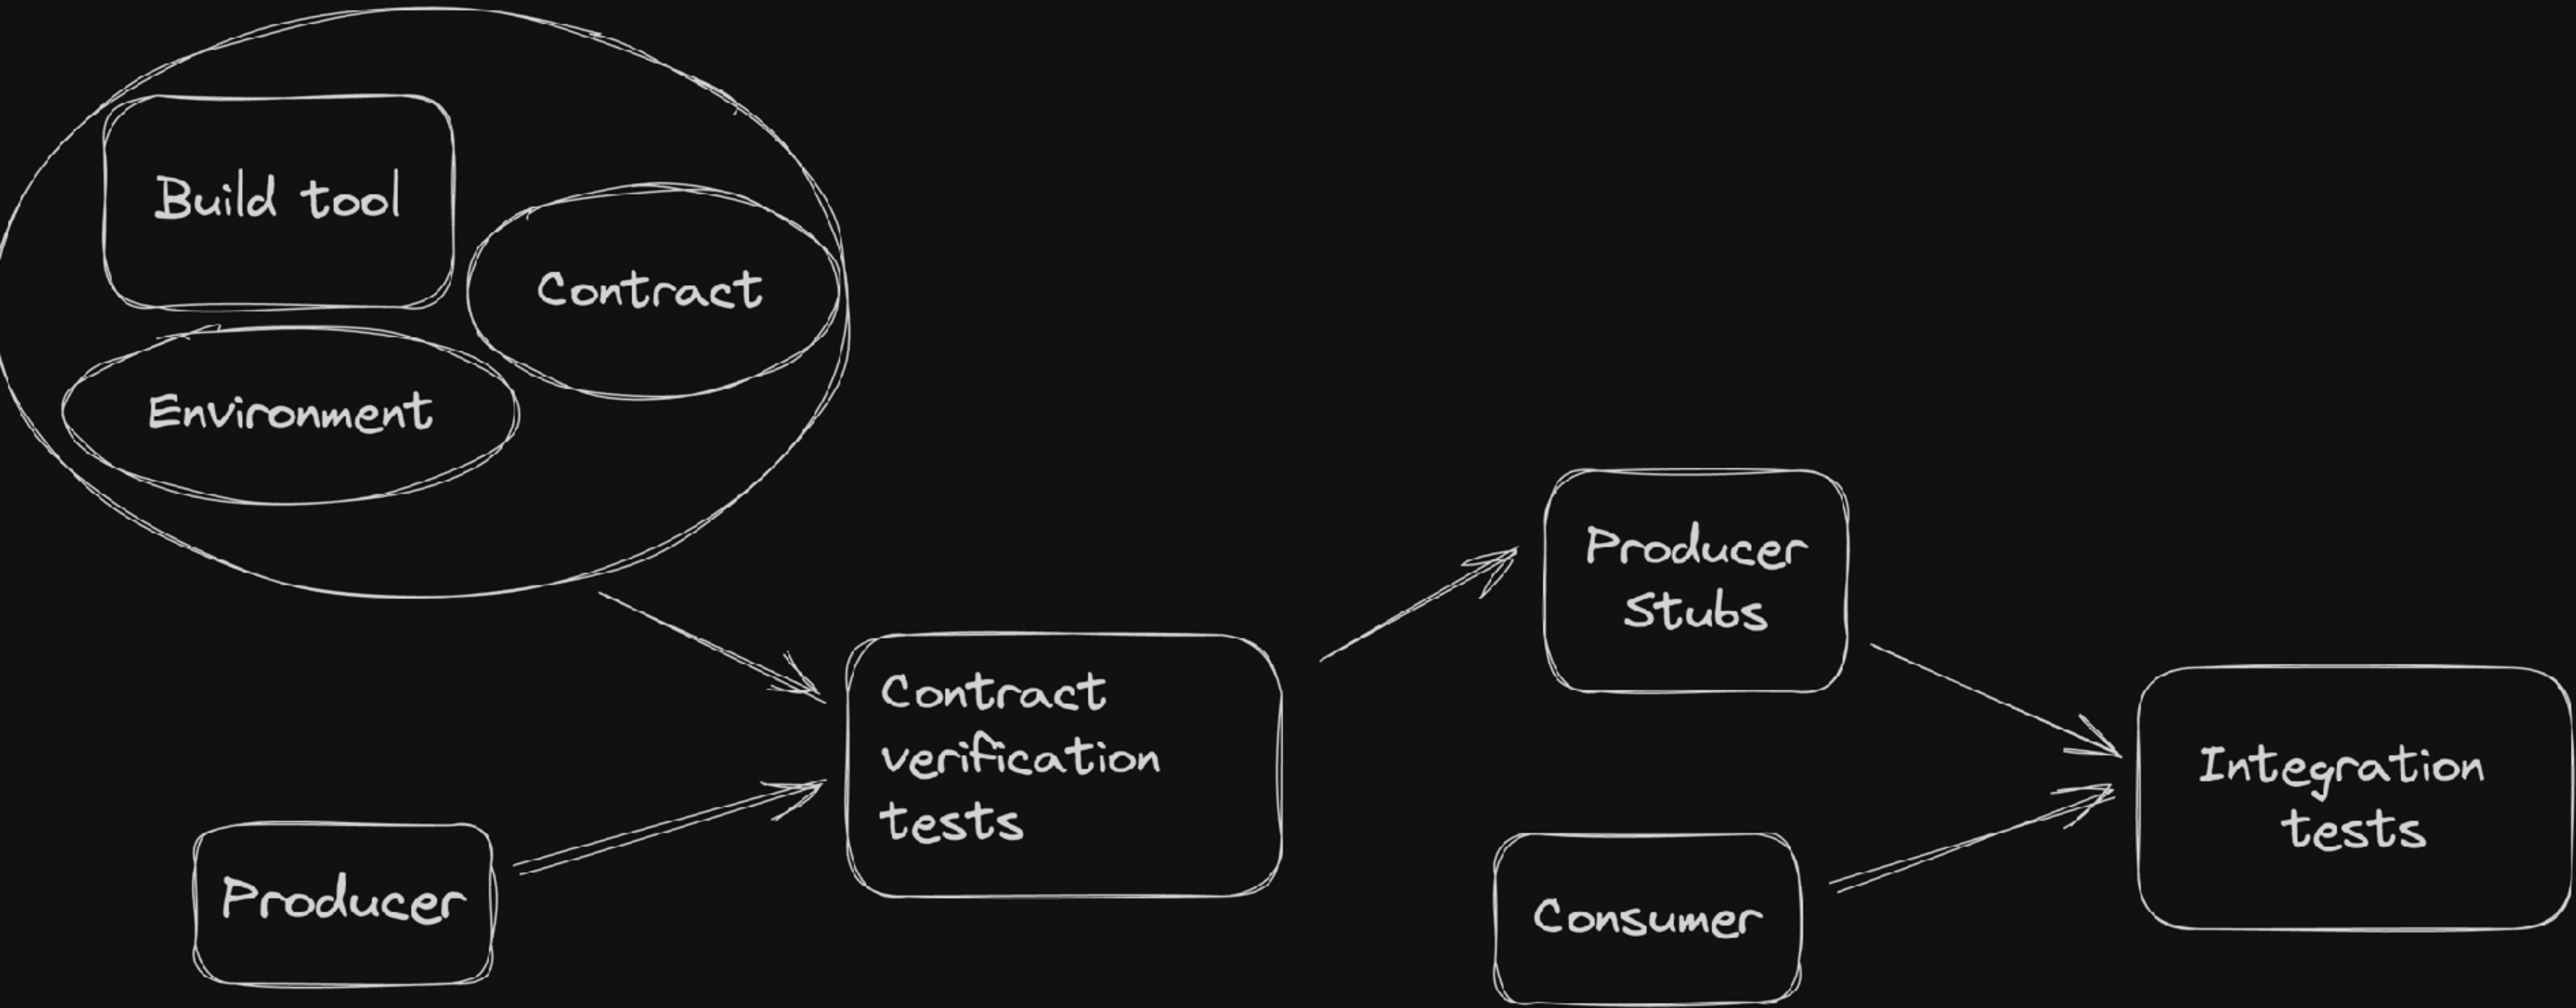 Build tool
Contract
Environment
Producer
Stubs
Contract
verification
tests
Integration
tests
Producer
Consumer